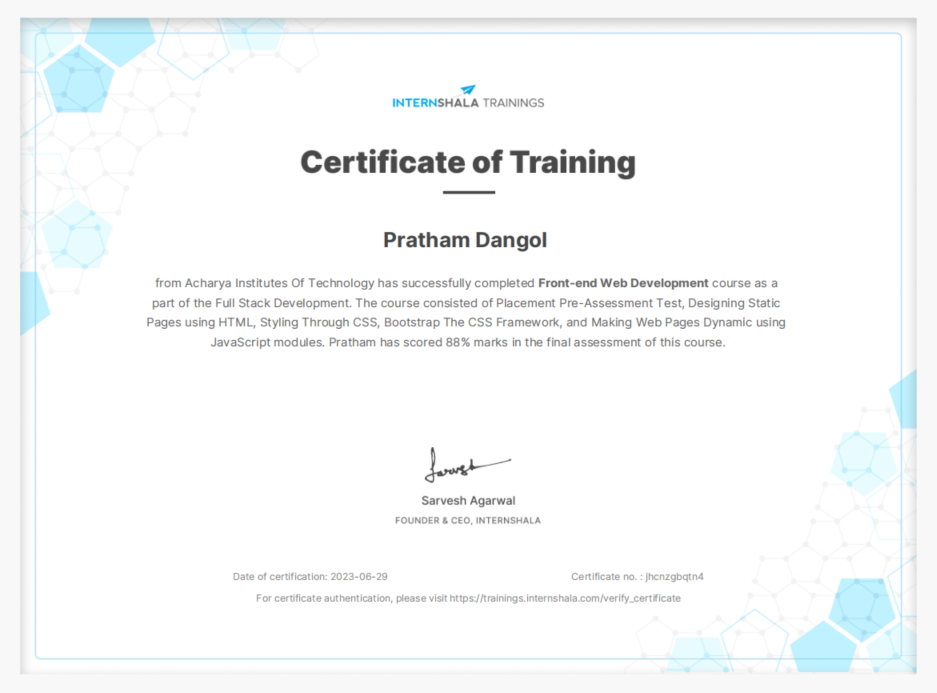 INTERNSHALA TRAININGS
Certificate of Training
Pratham Dangol
from Acharya Institutes Of Technology has successfully completed Front-end Web Development course as a
part of the Full Stack Development. The course consisted of Placement Pre-Assessment Test, Designing Static
Pages using HTML, Styling Through CSS, Bootstrap The CSS Framework, and Making Web Pages Dynamic using
JavaScript modules. Pratham has scored 88% marks in the final assessment of this course.
Sarvesh
Sarvesh Agarwal
FOUNDER & CEO, INTERNSHALA
Date of certification: 2023-06-29 Certificate no. : jhcnzgbqtn4
For certificate authentication, please visit https://trainings.internshala.com/verify_certificate